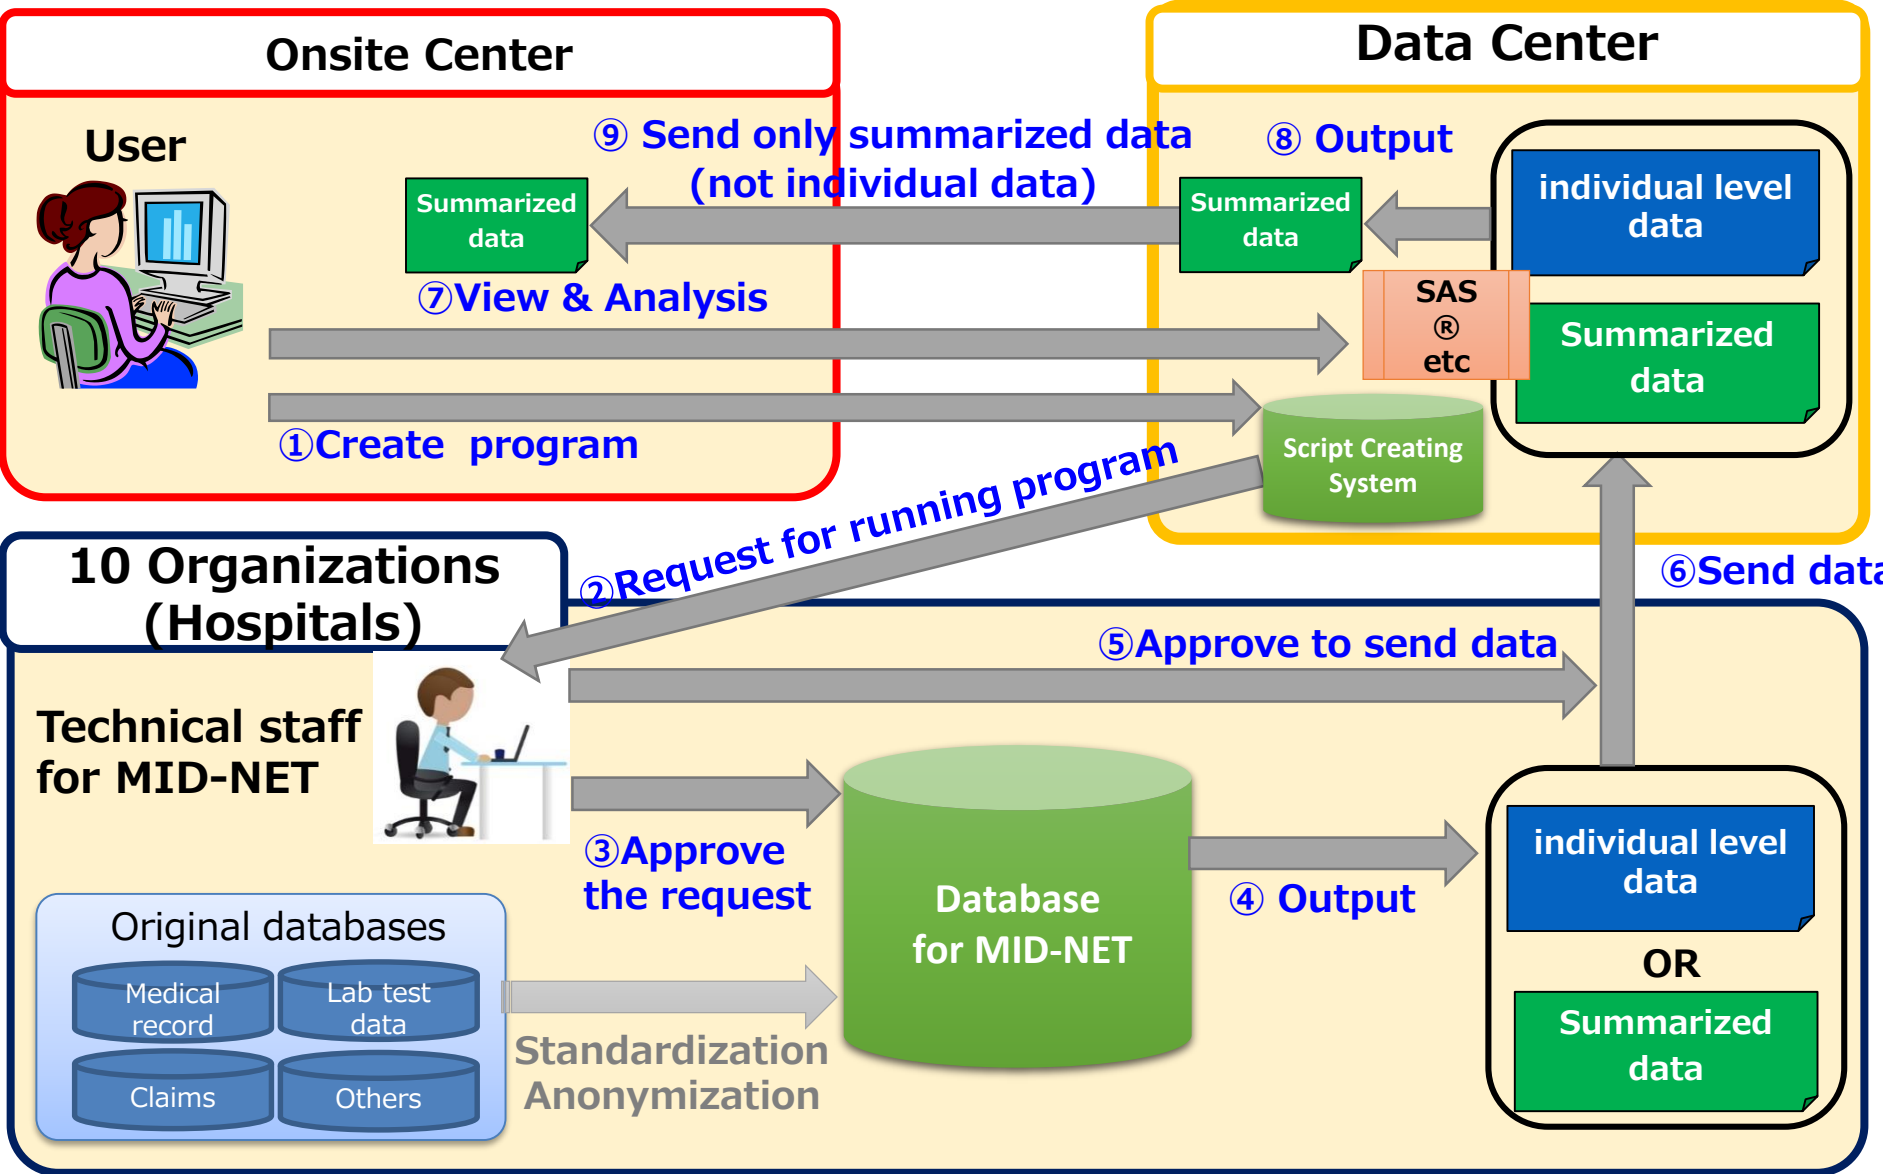 Onsite Center
User
⑨ Send only summarized data
(not individual data)
Summarized
data
⑦View & Analysis
①Create  program
Data Center
⑧ Output
Summarized
data
individual level
data
SAS
®
etc
Summarized
data
Script Creating
System
②Request for running program
⑥Send data
10 Organizations
(Hospitals)
⑤Approve to send data
Technical staff
for MID-NET
③Approve
the request
Database
for MID-NET
④ Output
individual level
data
OR
Summarized
data
Original databases
Medical
record
Lab test
data
Claims
Others
Standardization
Anonymization